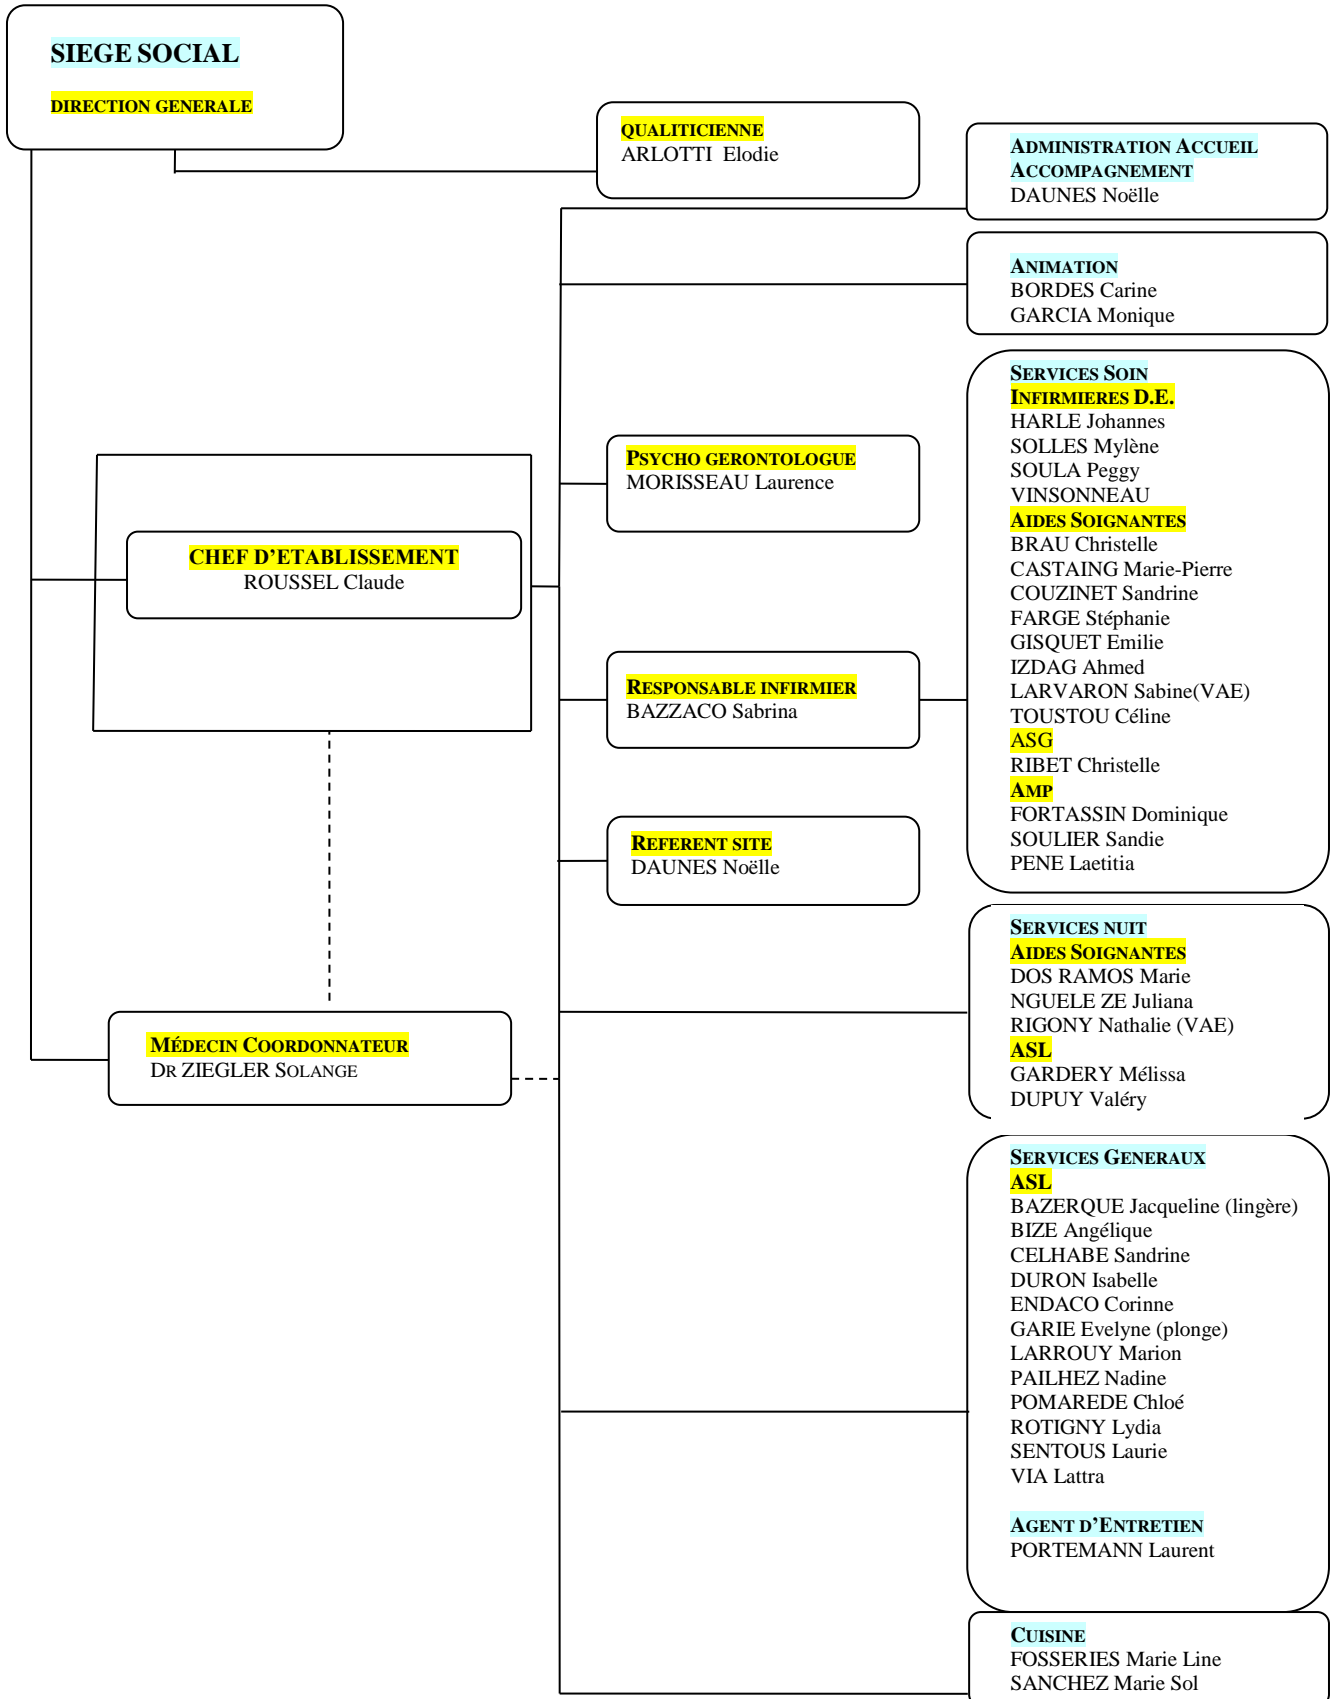 SIEGE SOCIAL
DIRECTION GENERALE
QUALITICIENNE
ARLOTTI Elodie
ADMINISTRATION ACCUEIL
ACCOMPAGNEMENT
DAUNES Noëlle
ANIMATION
BORDES Carine
GARCIA Monique
PSYCHO GERONTOLOGUE
MORISSEAU Laurence
CHEF D’ETABLISSEMENT
ROUSSEL Claude
RESPONSABLE INFIRMIER
BAZZACO Sabrina
REFERENT SITE
DAUNES Noëlle
SERVICES SOIN
INFIRMIERES D.E.
HARLE Johannes
SOLLES Mylène
SOULA Peggy
VINSONNEAU
AIDES SOIGNANTES
BRAU Christelle
CASTAING Marie-Pierre
COUZINET Sandrine
FARGE Stéphanie
GISQUET Emilie
IZDAG Ahmed
LARVARON Sabine(VAE)
TOUSTOU Céline
ASG
RIBET Christelle
AMP
FORTASSIN Dominique
SOULIER Sandie
PENE Laetitia
MÉDECIN COORDONNATEUR
DR ZIEGLER SOLANGE
SERVICES NUIT
AIDES SOIGNANTES
DOS RAMOS Marie
NGUELE ZE Juliana
RIGONY Nathalie (VAE)
ASL
GARDERY Mélissa
DUPUY Valéry
SERVICES GENERAUX
ASL
BAZERQUE Jacqueline (lingère)
BIZE Angélique
CELHABE Sandrine
DURON Isabelle
ENDACO Corinne
GARIE Evelyne (plonge)
LARROUY Marion
PAILHEZ Nadine
POMAREDE Chloé
ROTIGNY Lydia
SENTOUS Laurie
VIA Lattra
AGENT D’ENTRETIEN
PORTEMANN Laurent
CUISINE
FOSSERIES Marie Line
SANCHEZ Marie Sol